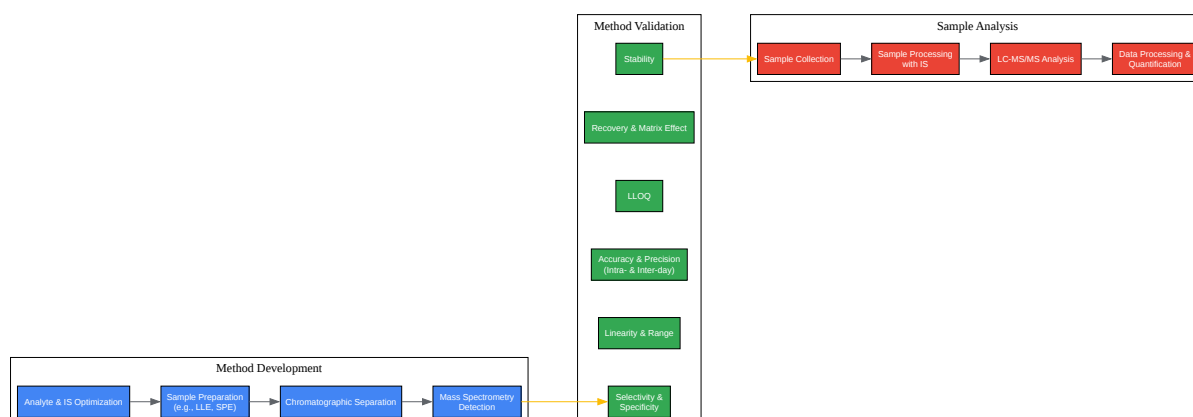 Method Validation
Stability
Recovery & Matrix Effect
LLOQ
Accuracy & Precision
(Intra- & Inter-day)
Linearity & Range
Selectivity &
Specificity
Sample Analysis
Sample Collection
Sample Processing
with IS
LC-MS/MS Analysis
Data Processing &
Quantification
Method Development
Analyte & IS Optimization
Sample Preparation
(e.g., LLE, SPE)
Chromatographic Separation
Mass Spectrometry
Detection